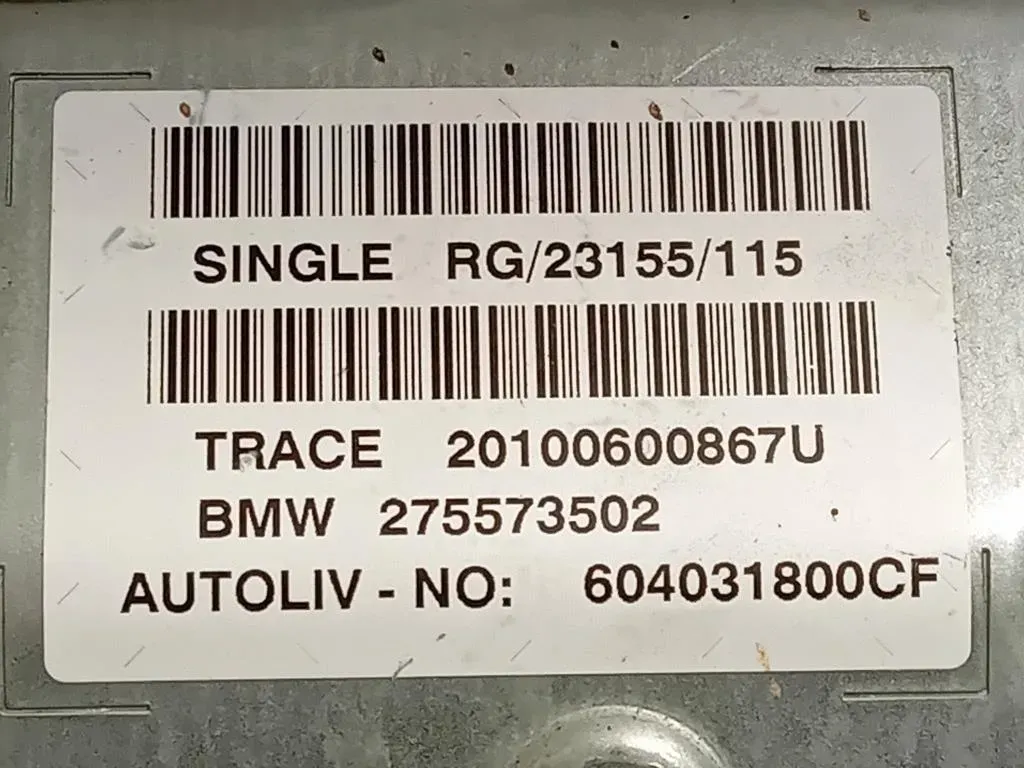 SINGLE RG/23155/115
TRACE 20100600867U
BMW 275573502
AUTOLIV - NO: 604031800CF